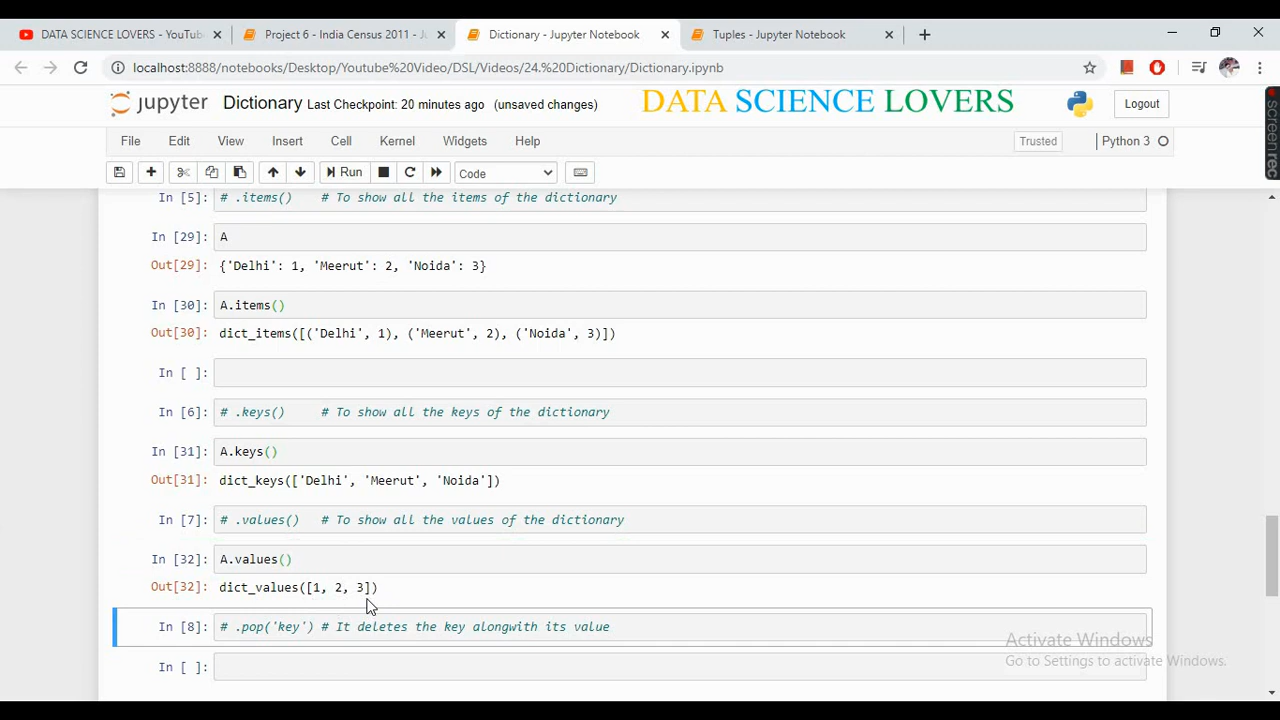 DATA SCIENCE LOVERS - YouTub
Project 6 - India Census 2011 - J
Dictionary - Jupyter Notebook
Tuples - Jupyter Notebook
localhost:8888/notebooks/Desktop/Youtube%20Video/DSL/Videos/24.%20Dictionary/Dictionary.ipynb
jupyter Dictionary Last Checkpoint: 20 minutes ago (unsaved changes)
DATA SCIENCE LOVERS
Logout
File Edit View Insert Cell Kernel Widgets Help
Trusted
Python 3
Run
Code
screenrec
In [5]: # .items() # To show all the items of the dictionary
In [29]: A
Out[29]: {'Delhi': 1, 'Meerut': 2, 'Noida': 3}
In [30]: A.items()
Out[30]: dict_items([('Delhi', 1), ('Meerut', 2), ('Noida', 3)])
In [ ]:
In [6]: # .keys() # To show all the keys of the dictionary
In [31]: A.keys()
Out[31]: dict_keys(['Delhi', 'Meerut', 'Noida'])
In [7]: # .values() # To show all the values of the dictionary
In [32]: A.values()
Out[32]: dict_values([1, 2, 3])
In [8]: # .pop('key') # It deletes the key alongwith its value
In [ ]:
Activate Windows
Go to Settings to activate Windows.